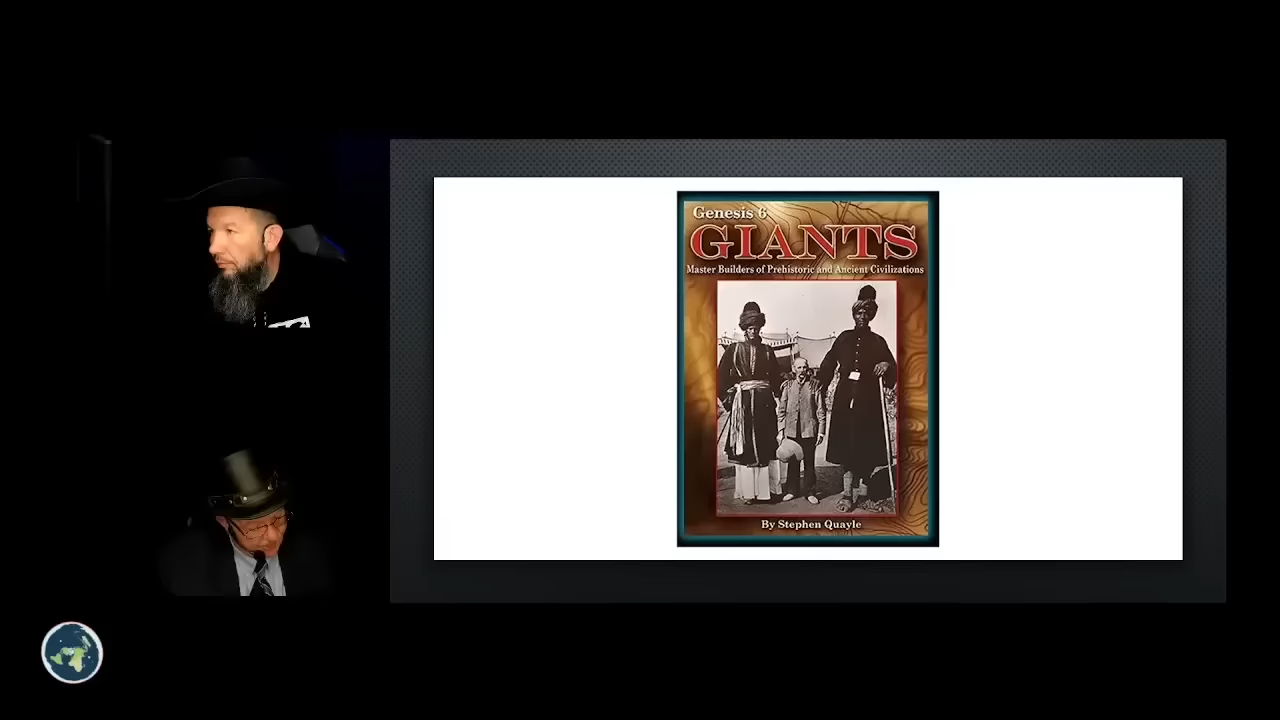 Genesis 6
GIANTS
Master Builders of Prehistoric and Ancient Civilizations
By Stephen Quayle